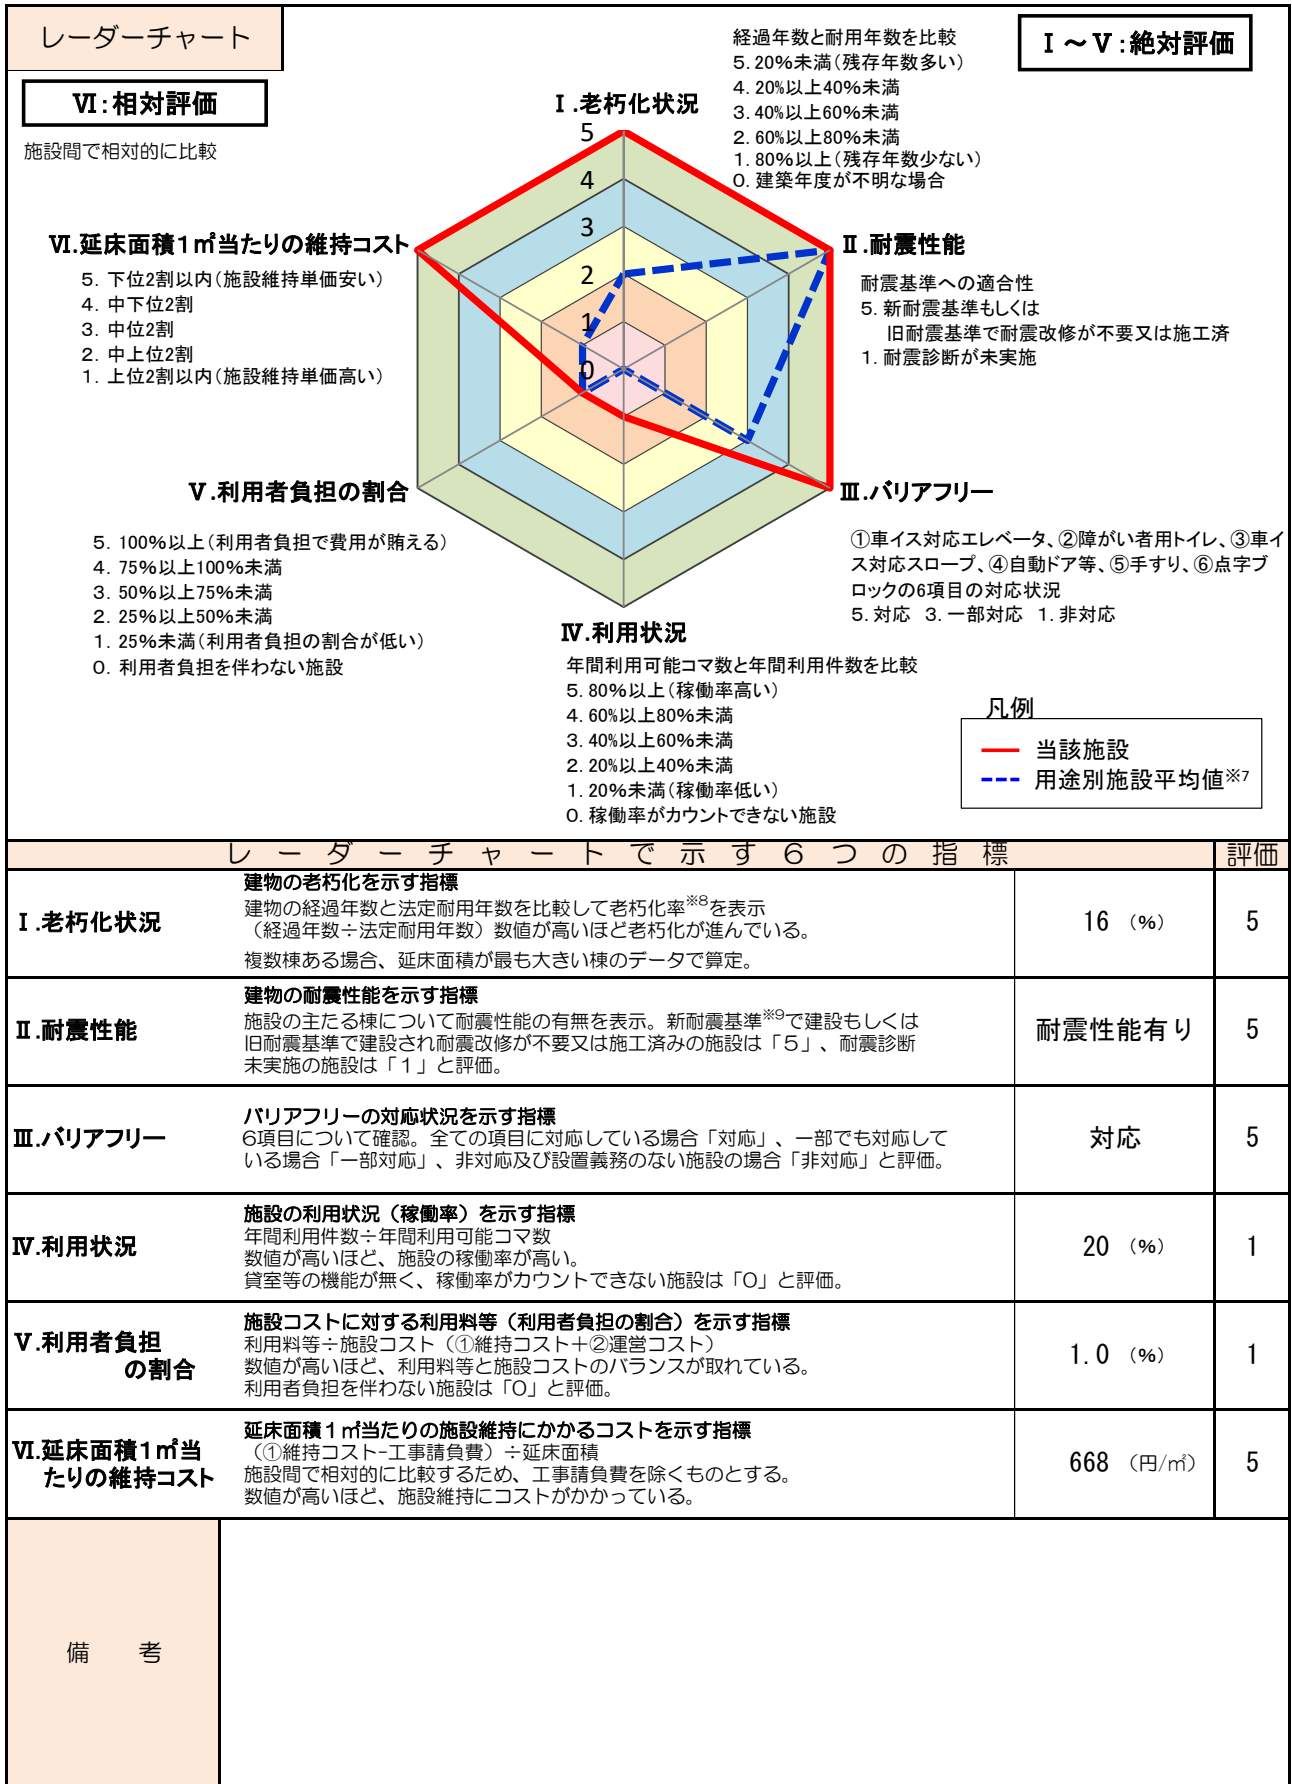 レーダーチャート
Ⅰ～Ⅴ:絶対評価
Ⅵ:相対評価
施設間で相対的に比較
Ⅰ.老朽化状況
経過年数と耐用年数を比較
5.20%未満(残存年数多い)
4.20%以上40%未満
3.40%以上60%未満
2.60%以上80%未満
1.80%以上(残存年数少ない)
0.建築年度が不明な場合
5
4
3
2
1
0
Ⅱ.耐震性能
耐震基準への適合性
5.新耐震基準もしくは
旧耐震基準で耐震改修が不要又は施工済
1.耐震診断が未実施
Ⅵ.延床面積1㎡当たりの維持コスト
5.下位2割以内(施設維持単価安い)
4.中下位2割
3.中位2割
2.中上位2割
1.上位2割以内(施設維持単価高い)
Ⅲ.バリアフリー
①車イス対応エレベータ、②障がい者用トイレ、③車イ
ス対応スロープ、④自動ドア等、⑤手すり、⑥点字ブ
ロックの6項目の対応状況
5.対応 3.一部対応 1.非対応
Ⅴ.利用者負担の割合
5.100%以上(利用者負担で費用が賄える)
4.75%以上100%未満
3.50%以上75%未満
2.25%以上50%未満
1.25%未満(利用者負担の割合が低い)
0.利用者負担を伴わない施設
Ⅳ.利用状況
年間利用可能コマ数と年間利用件数を比較
5.80%以上(稼働率高い)
4.60%以上80%未満
3.40%以上60%未満
2.20%以上40%未満
1.20%未満(稼働率低い)
0.稼働率がカウントできない施設
凡例
当該施設
用途別施設平均値※7
レーダーチャートで示す6つの指標 評価
Ⅰ.老朽化状況
建物の老朽化を示す指標
建物の経過年数と法定耐用年数を比較して老朽化率※8を表示
（経過年数÷法定耐用年数）数値が高いほど老朽化が進んでいる。
複数棟ある場合、延床面積が最も大きい棟のデータで算定。
16 (%) 5
Ⅱ.耐震性能
建物の耐震性能を示す指標
施設の主たる棟について耐震性能の有無を表示。新耐震基準※9で建設もしくは
旧耐震基準で建設され耐震改修が不要又は施工済みの施設は「5」、耐震診断
未実施の施設は「1」と評価。
耐震性能有り 5
Ⅲ.バリアフリー
バリアフリーの対応状況を示す指標
6項目について確認。全ての項目に対応している場合「対応」、一部でも対応して
いる場合「一部対応」、非対応及び設置義務のない施設の場合「非対応」と評価。
対応 5
Ⅳ.利用状況
施設の利用状況（稼働率）を示す指標
年間利用件数÷年間利用可能コマ数
数値が高いほど、施設の稼働率が高い。
貸室等の機能が無く、稼働率がカウントできない施設は「0」と評価。
20 (%) 1
Ⅴ.利用者負担
の割合
施設コストに対する利用料等（利用者負担の割合）を示す指標
利用料等÷施設コスト（①維持コスト＋②運営コスト）
数値が高いほど、利用料等と施設コストのバランスが取れている。
利用者負担を伴わない施設は「0」と評価。
1.0 (%) 1
Ⅵ.延床面積1㎡当
たりの維持コスト
延床面積1㎡当たりの施設維持にかかるコストを示す指標
（①維持コスト-工事請負費）÷延床面積
施設間で相対的に比較するため、工事請負費を除くものとする。
数値が高いほど、施設維持にコストがかかっている。
668 (円/㎡) 5
備 考